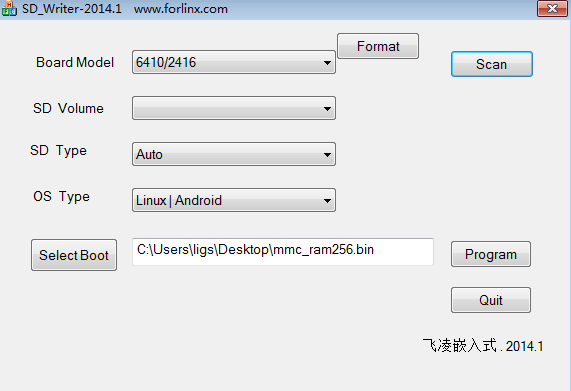 SD_Writer-2014.1 www.forlinx.com
Format
Board Model 6410/2416
Scan
SD Volume
SD Type Auto
OS Type Linux | Android
Select Boot C:\Users\ligs\Desktop\mmc_ram256.bin Program
Quit
飞凌嵌入式 . 2014.1